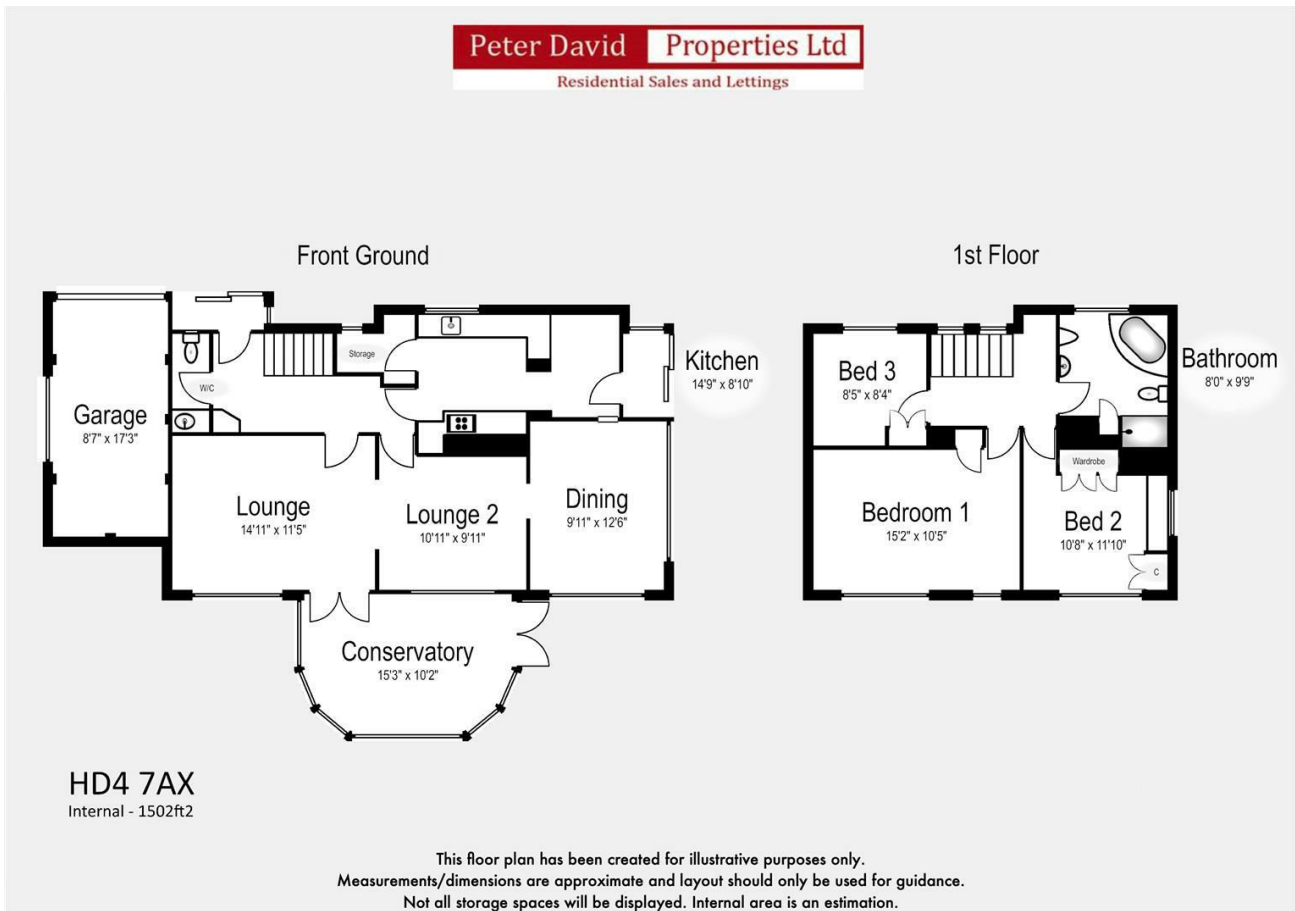 Peter David Properties Ltd
Residential Sales and Lettings
Front Ground
1st Floor
Storage
Kitchen
14'9" x 8'10"
W/C
Garage
8'7" x 17'3"
Lounge
14'11" x 11'5"
Lounge 2
10'11" x 9'11"
Dining
9'11" x 12'6"
Conservatory
15'3" x 10'2"
Bed 3
8'5" x 8'4"
Bathroom
8'0" x 9'9"
Wardrobe
Bedroom 1
15'2" x 10'5"
Bed 2
10'8" x 11'10"
C
HD4 7AX
Internal - 1502ft2
This floor plan has been created for illustrative purposes only.
Measurements/dimensions are approximate and layout should only be used for guidance.
Not all storage spaces will be displayed. Internal area is an estimation.